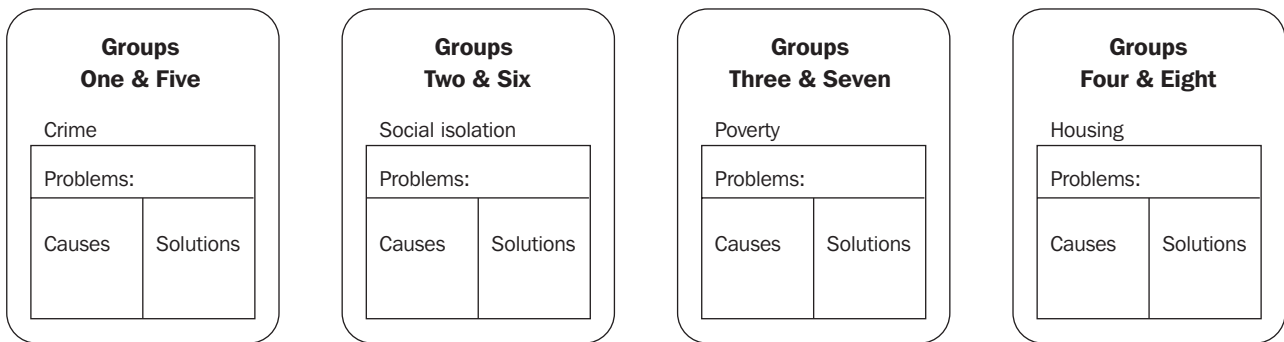 Groups
One & Five
Crime
Problems:
Causes
Solutions
Groups
Two & Six
Social isolation
Problems:
Causes
Solutions
Groups
Three & Seven
Poverty
Problems:
Causes
Solutions
Groups
Four & Eight
Housing
Problems:
Causes
Solutions